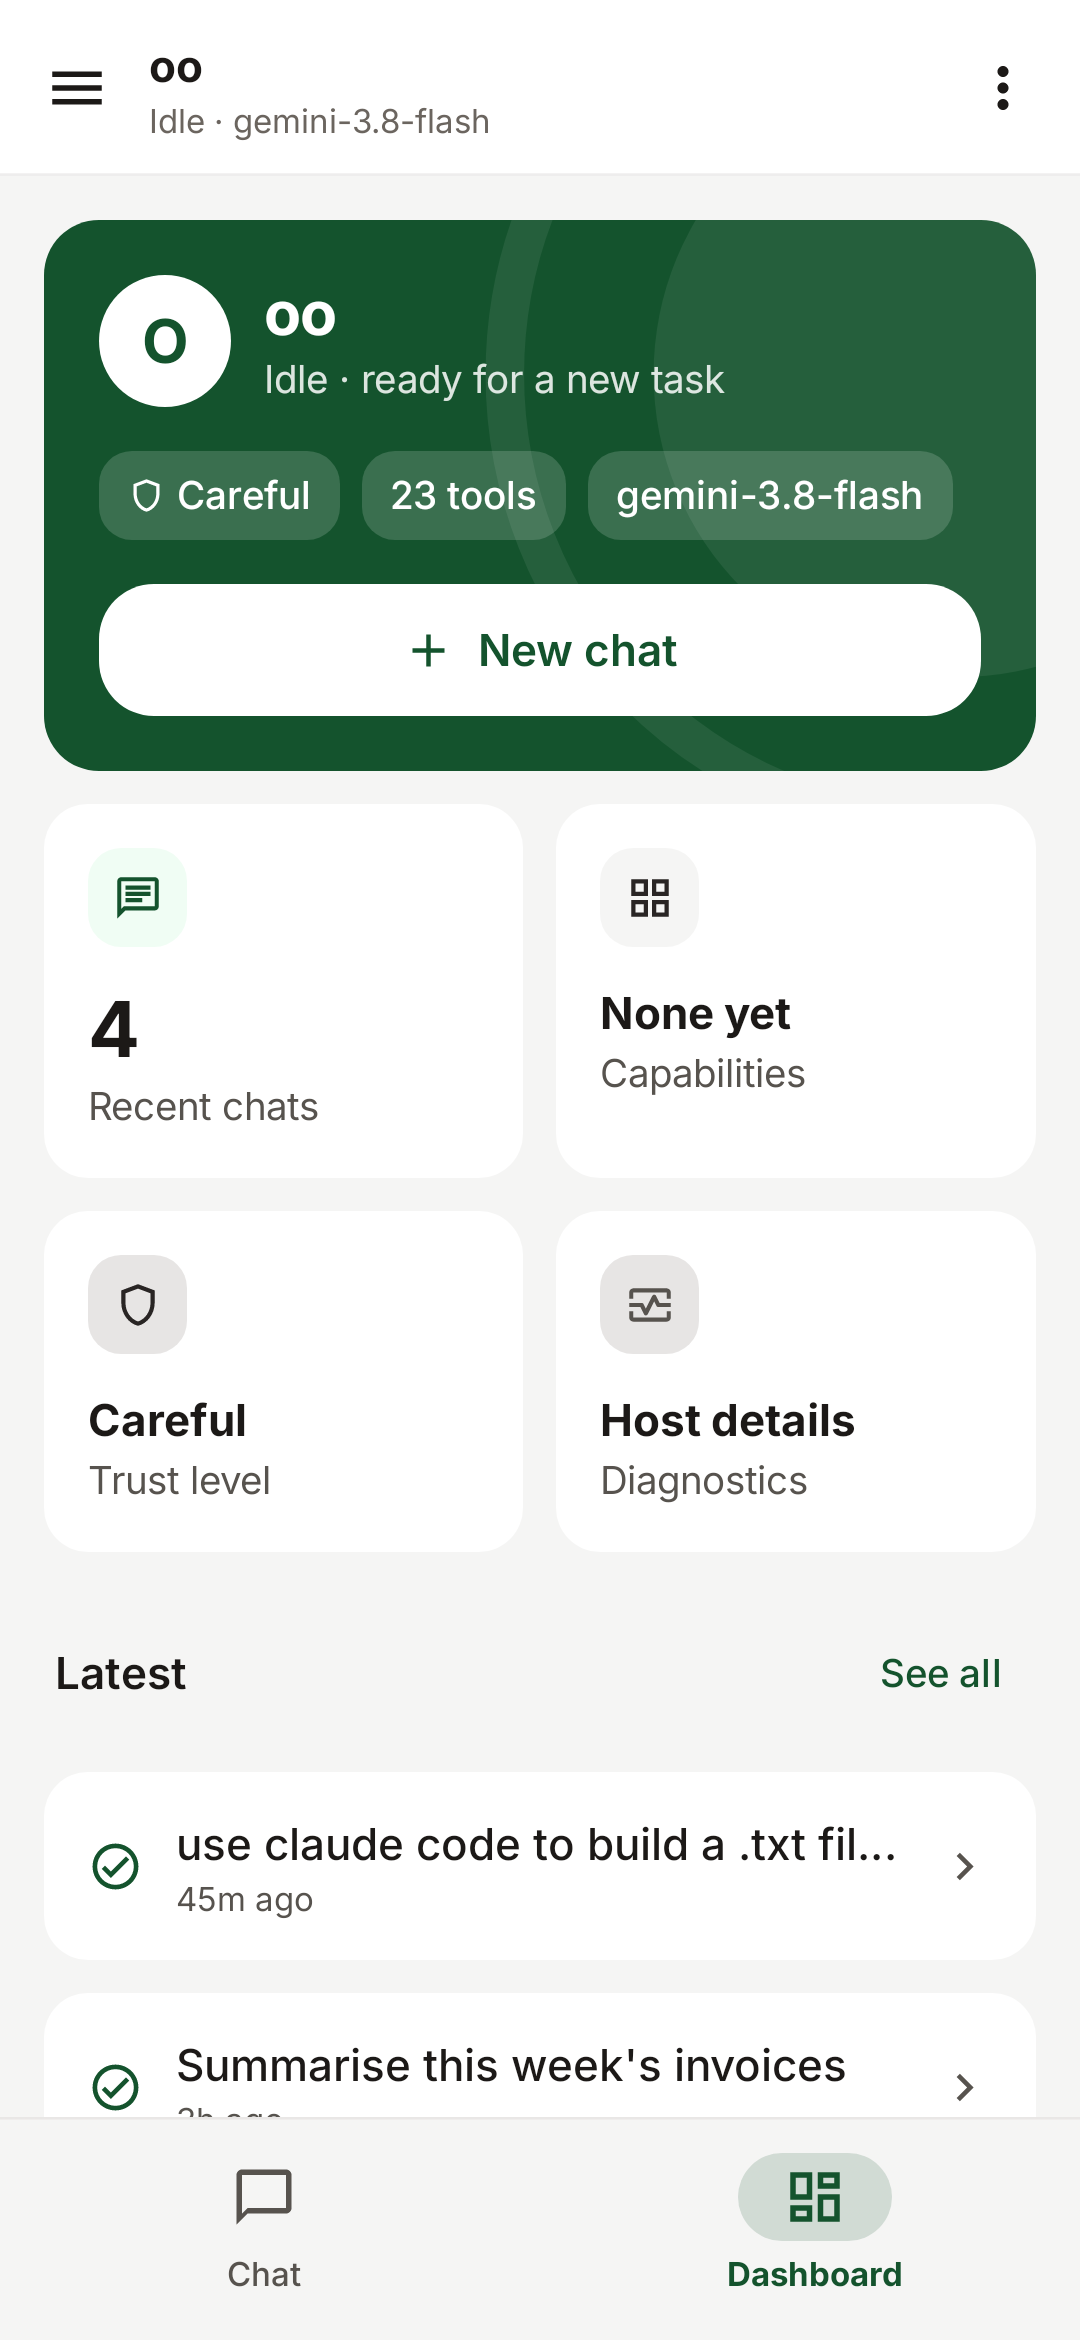 oo
Idle · gemini-3.8-flash
O
oo
Idle · ready for a new task
Careful
23 tools
gemini-3.8-flash
New chat
4
Recent chats
None yet
Capabilities
Careful
Trust level
Host details
Diagnostics
Latest
See all
use claude code to build a .txt fil...
45m ago
Summarise this week's invoices
Chat
Dashboard